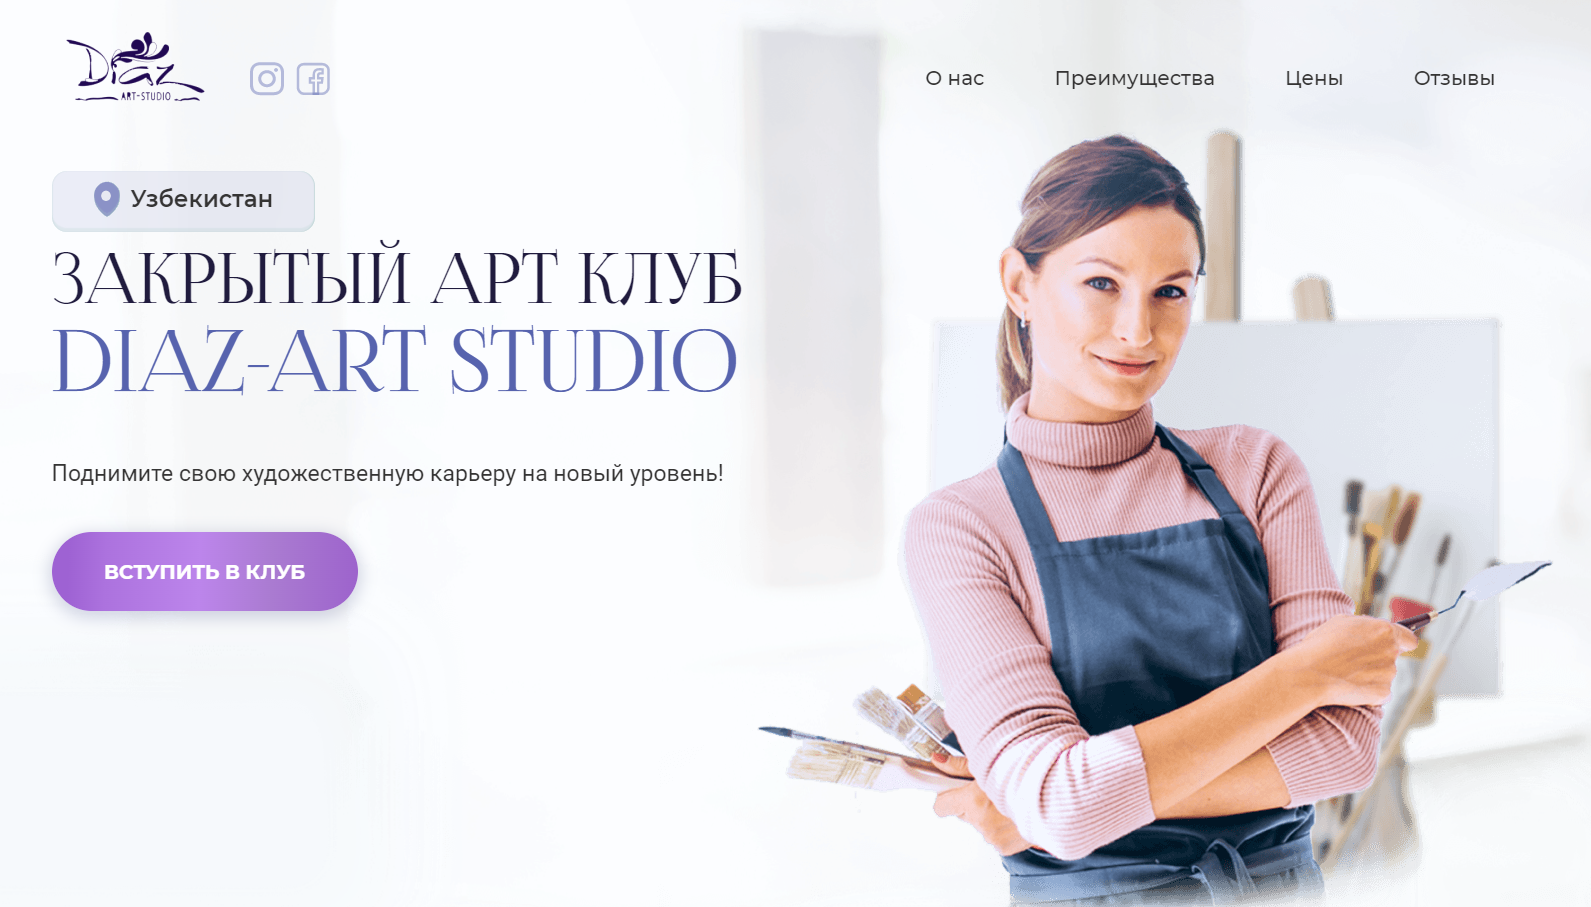 Diaz
ART-STUDIO
О нас
Преимущества
Цены
Отзывы
Узбекистан
ЗАКРЫТЫЙ АРТ КЛУБ
DIAZ-ART STUDIO
Поднимите свою художественную карьеру на новый уровень!
ВСТУПИТЬ В КЛУБ